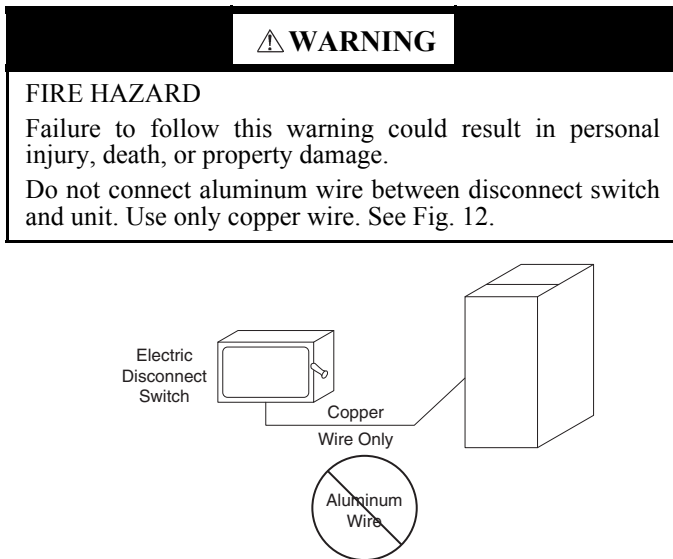 ⚠ WARNING
FIRE HAZARD
Failure to follow this warning could result in personal
injury, death, or property damage.
Do not connect aluminum wire between disconnect switch
and unit. Use only copper wire. See Fig. 12.
Electric
Disconnect
Switch
Copper
Wire Only
Aluminum
Wire